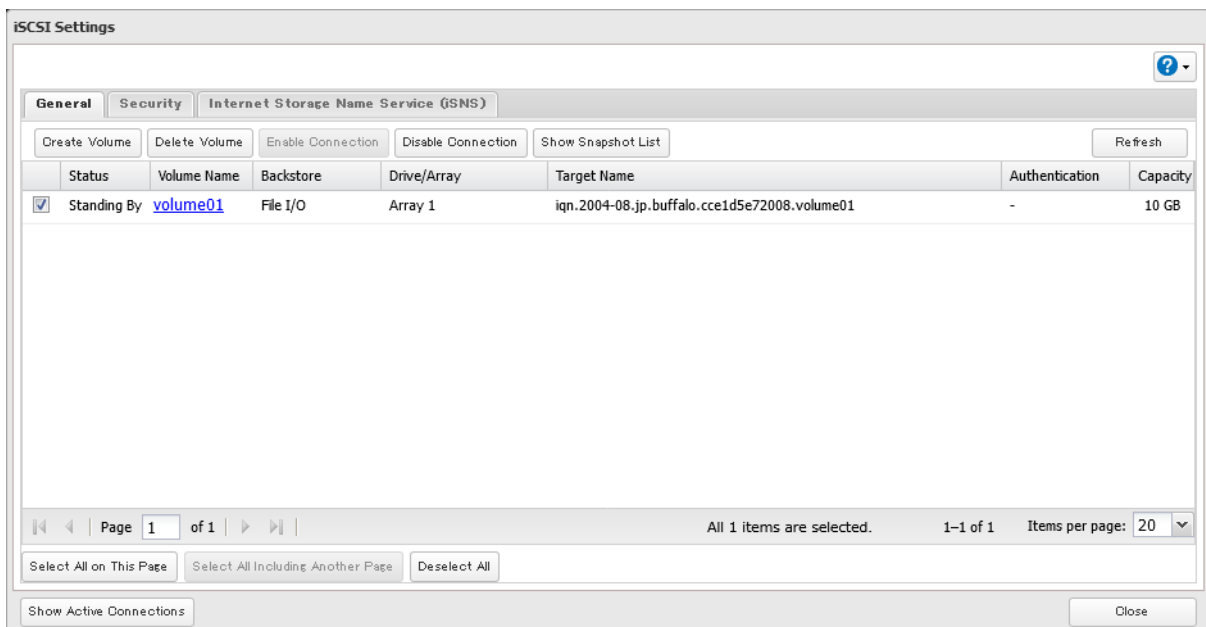 iSCSI Settings
General Security Internet Storage Name Service (iSNS)
Create Volume Delete Volume Enable Connection Disable Connection Show Snapshot List Refresh
Status Volume Name Backstore Drive/Array Target Name Authentication Capacity
Standing By volume01 File I/O Array 1 iqn.2004-08.jp.buffalo.cce1d5e72008.volume01 - 10 GB
Page 1 of 1 All 1 items are selected. 1–1 of 1 Items per page: 20
Select All on This Page Select All Including Another Page Deselect All
Show Active Connections Close